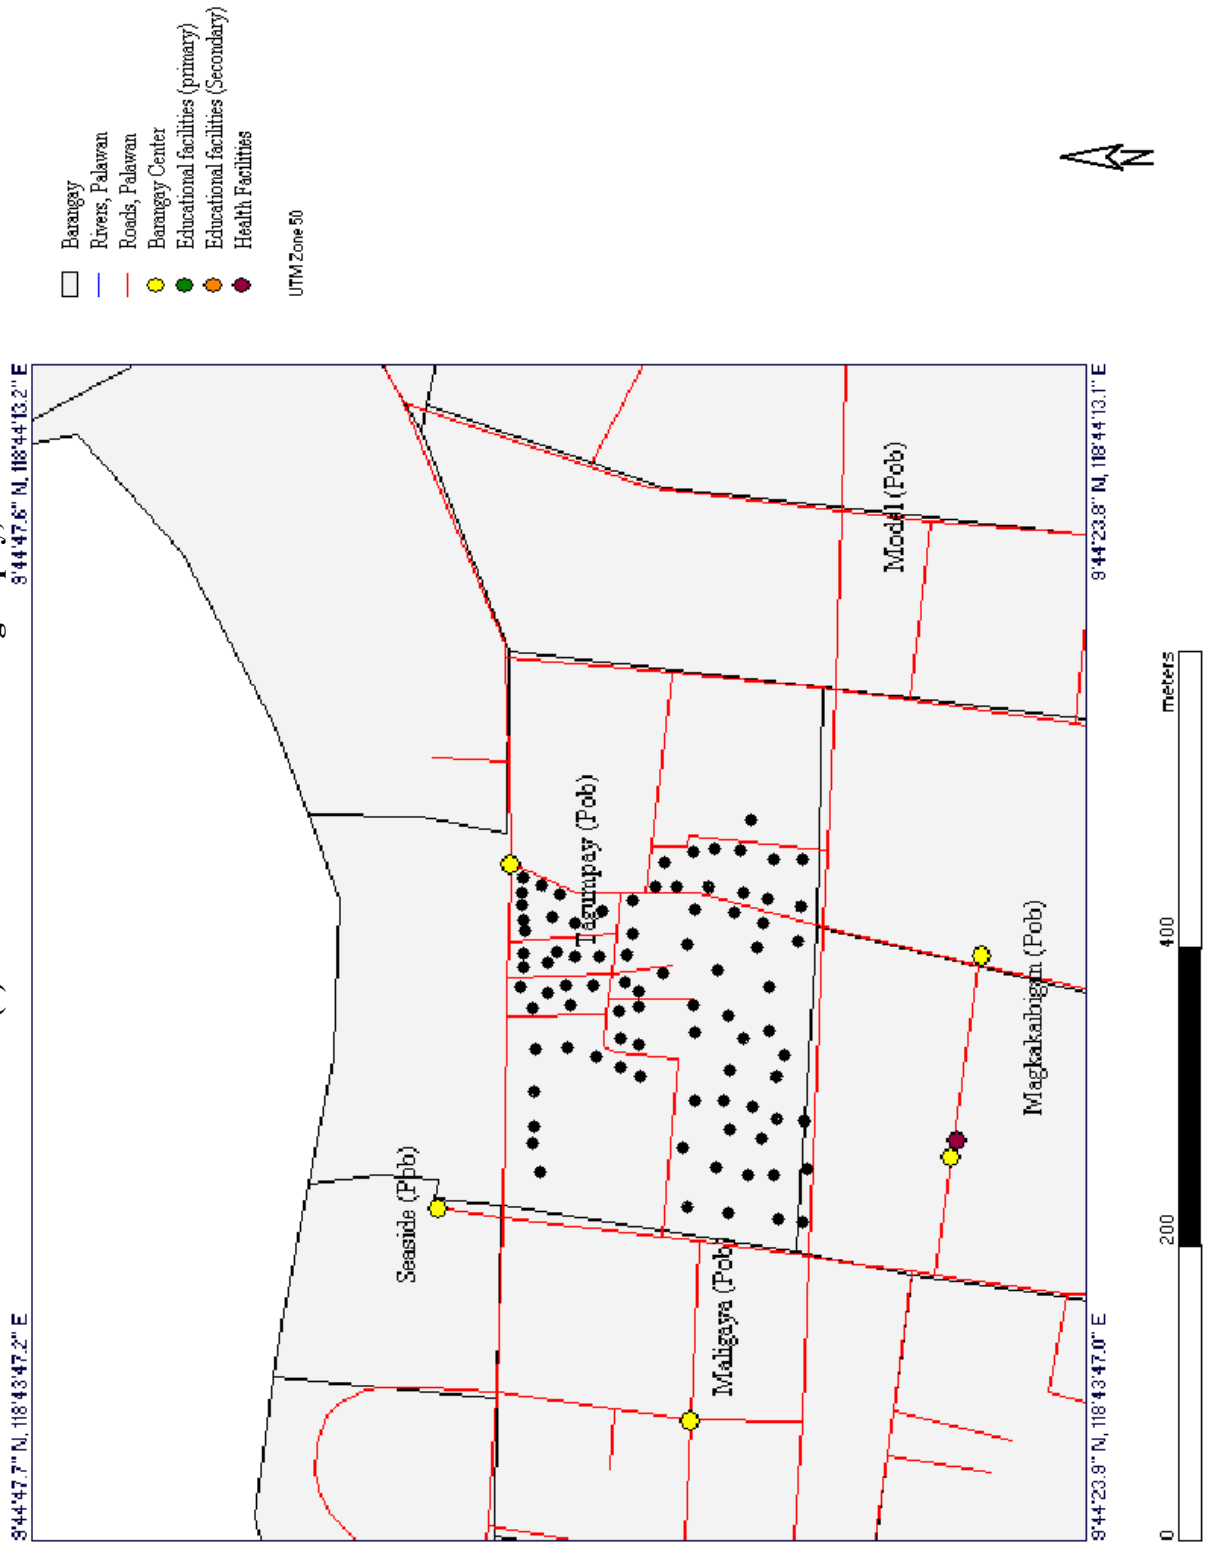 9°44'47.7" N, 118°43'47.2" E
9°44'47.6" N, 118°44'13.2" E
Seaside (Pob)
Tagumpay (Pob)
Maligaya (Pob)
Model (Pob)
Magkakaibigan (Pob)
9°44'23.9" N, 118°43'47.0" E
9°44'23.8" N, 118°44'13.1" E
0
200
400
meters
Barangay
Rivers, Palawan
Roads, Palawan
Barangay Center
Educational facilities (primary)
Educational facilities (Secondary)
Health Facilities
UTM Zone 50
N